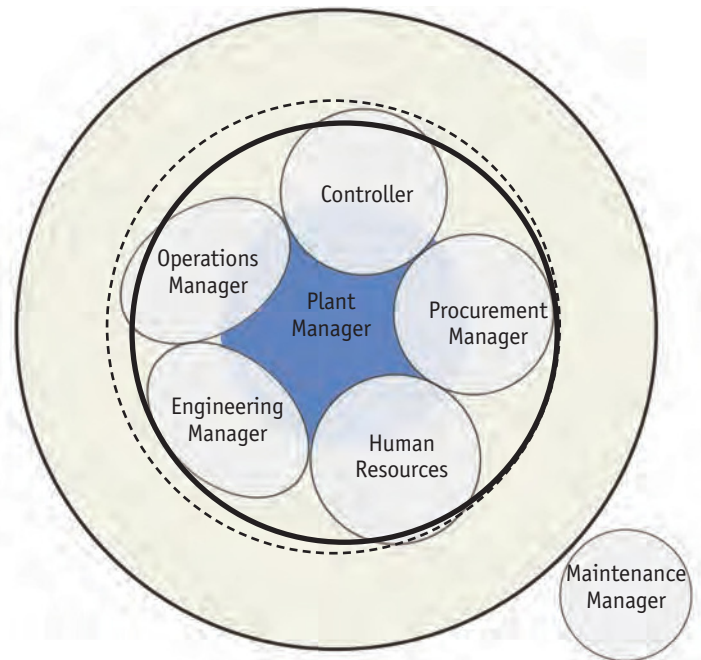 Controller
Operations
Manager
Plant
Manager
Procurement
Manager
Engineering
Manager
Human
Resources
Maintenance
Manager